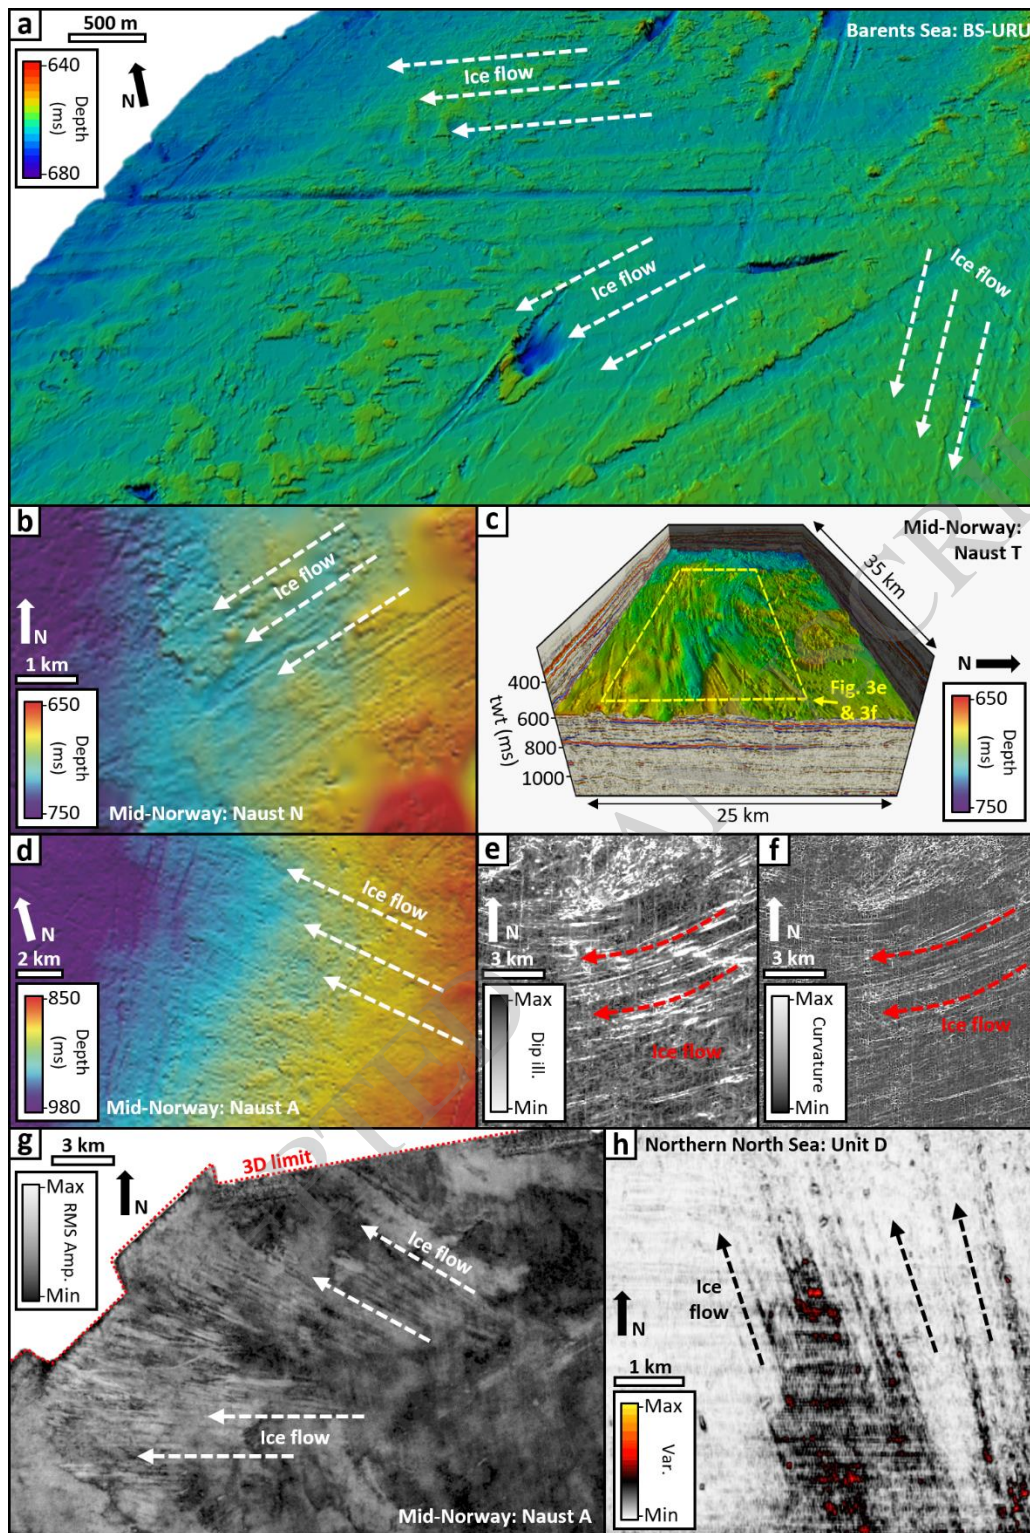 a
500 m
Barents Sea: BS-URU
640
Depth
(ms)
680
N
Ice flow
Ice flow
Ice flow
b
N
1 km
650
Depth
(ms)
750
Ice flow
Mid-Norway: Naust N
c
Mid-Norway:
Naust T
35 km
N
400
600
800
1000
twt (ms)
Fig. 3e
& 3f
25 km
650
Depth
(ms)
750
d
N
2 km
850
Depth
(ms)
980
Ice flow
Mid-Norway: Naust A
e
N
3 km
Max
Dip ill.
Min
Ice flow
f
N
3 km
Max
Curvature
Min
Ice flow
g
3 km
3D limit
Max
RMS Amp.
Min
N
Ice flow
Ice flow
Mid-Norway: Naust A
h
Northern North Sea: Unit D
Ice
flow
N
1 km
Max
Var.
Min